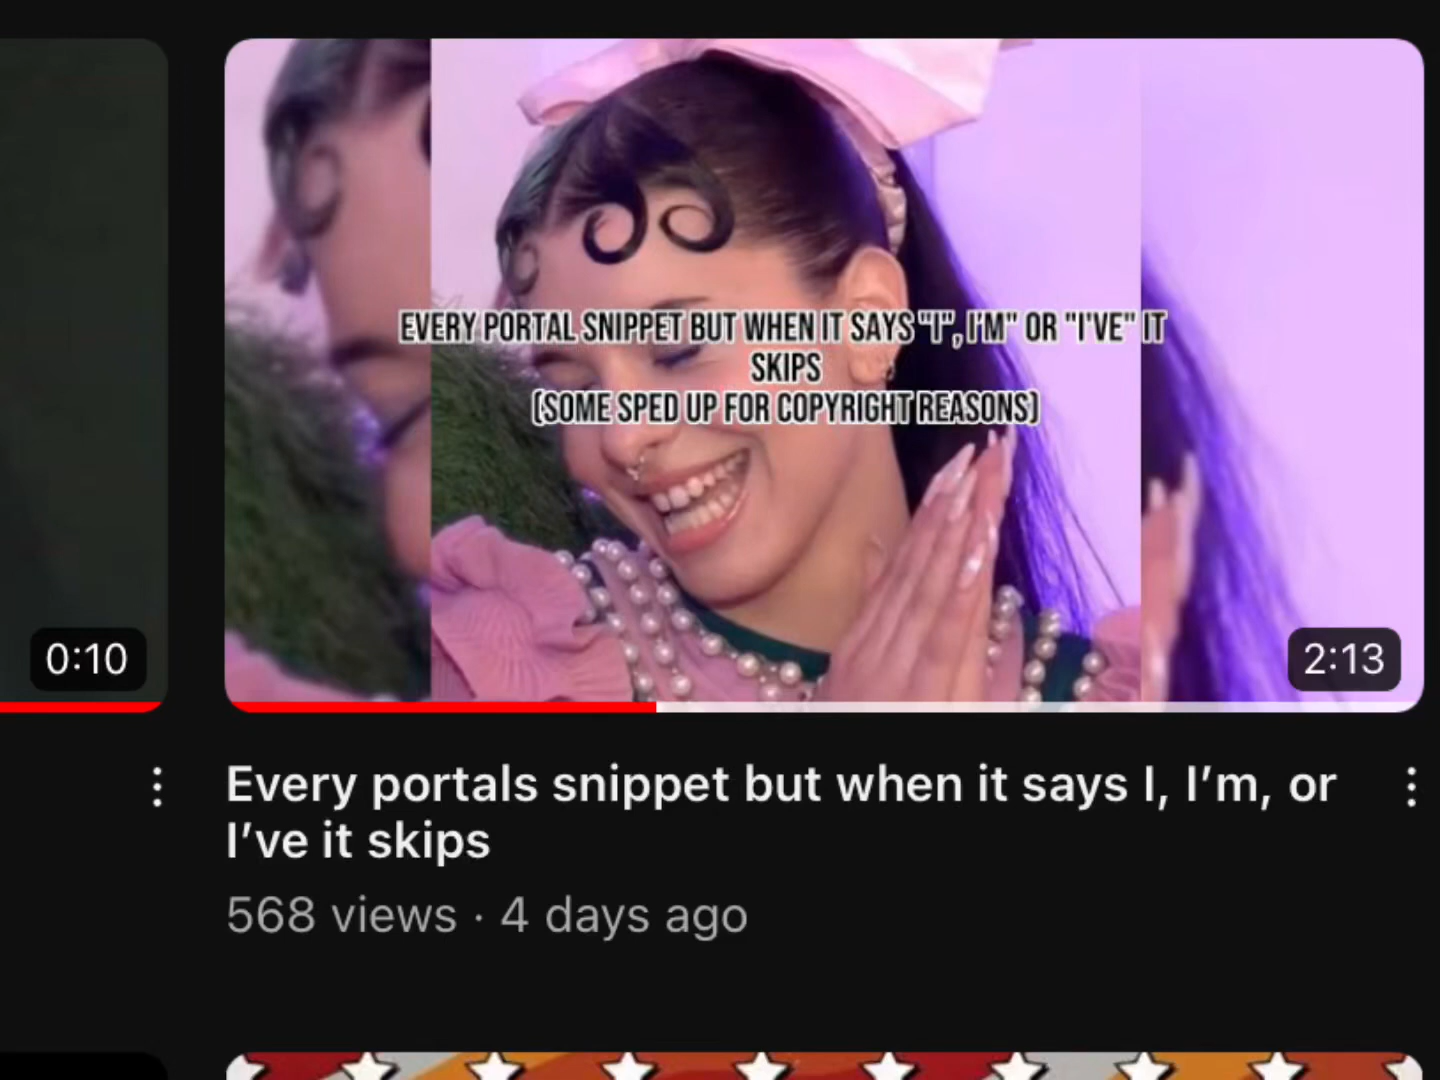 EVERY PORTAL SNIPPET BUT WHEN IT SAYS "I", I'M" OR "I'VE" IT
SKIPS
(SOME SPED UP FOR COPYRIGHT REASONS)
0:10
2:13
Every portals snippet but when it says I, I’m, or
I’ve it skips
568 views · 4 days ago